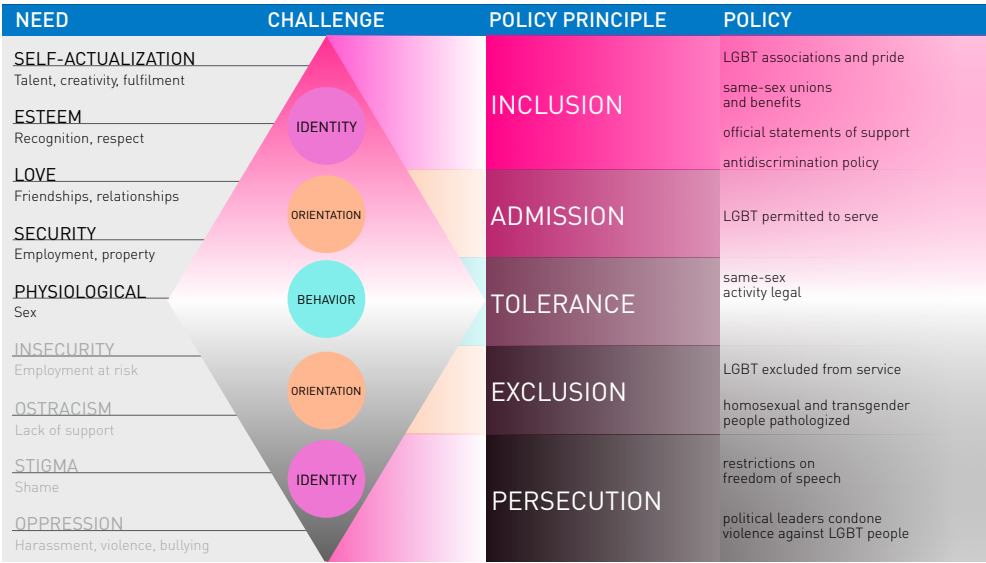 NEED
CHALLENGE
POLICY PRINCIPLE
POLICY
SELF-ACTUALIZATION
Talent, creativity, fulfilment
ESTEEM
Recognition, respect
LOVE
Friendships, relationships
SECURITY
Employment, property
PHYSIOLOGICAL
Sex
INSECURITY
Employment at risk
OSTRACISM
Lack of support
STIGMA
Shame
OPPRESSION
Harassment, violence, bullying
IDENTITY
ORIENTATION
BEHAVIOR
ORIENTATION
IDENTITY
INCLUSION
ADMISSION
TOLERANCE
EXCLUSION
PERSECUTION
LGBT associations and pride
same-sex unions
and benefits
official statements of support
antidiscrimination policy
LGBT permitted to serve
same-sex
activity legal
LGBT excluded from service
homosexual and transgender
people pathologized
restrictions on
freedom of speech
political leaders condone
violence against LGBT people